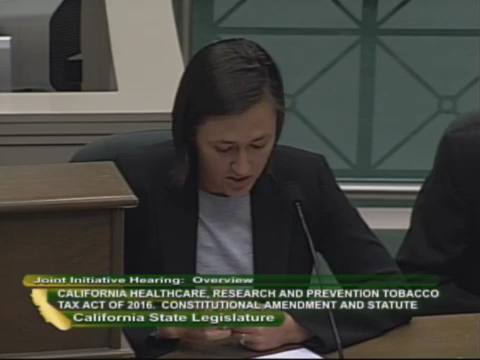 Joint Initiative Hearing: Overview
CALIFORNIA HEALTHCARE, RESEARCH AND PREVENTION TOBACCO
TAX ACT OF 2016. CONSTITUTIONAL AMENDMENT AND STATUTE
California State Legislature